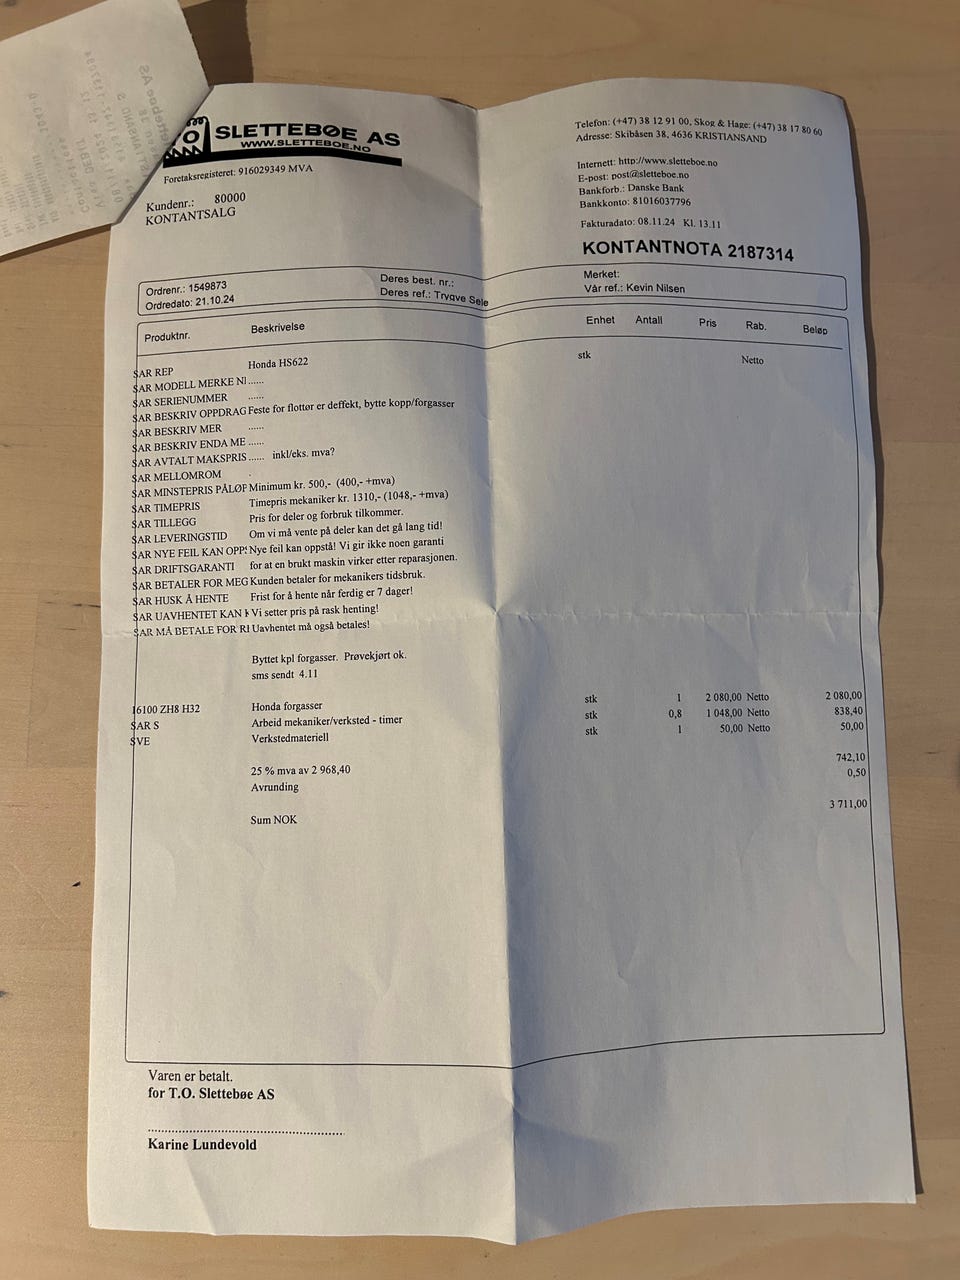 SLETTEBØE AS
WWW.SLETTEBOE.NO
Foretaksregisteret: 916029349 MVA
Kundenr.: 80000
KONTANTSALG
Telefon: (+47) 38 12 91 00, Skog & Hage: (+47) 38 17 80 60
Adresse: Skibåsen 38, 4636 KRISTIANSAND
Internett: http://www.sletteboe.no
E-post: post@sletteboe.no
Bankforb.: Danske Bank
Bankkonto: 81016037796
Fakturadato: 08.11.24 Kl. 13.11
KONTANTNOTA 2187314
Ordrenr.: 1549873 Deres best. nr.: Merket:
Ordredato: 21.10.24 Deres ref.: Trygve Sele Vår ref.: Kevin Nilsen
Produktnr. Beskrivelse Enhet Antall Pris Rab. Beløp
SAR REP Honda HS622 stk Netto
SAR MODELL MERKE NI ......
SAR SERIENUMMER ......
SAR BESKRIV OPPDRAG Feste for flottør er deffekt, bytte kopp/forgasser
SAR BESKRIV MER ......
SAR BESKRIV ENDA ME ......
SAR AVTALT MAKSPRIS ...... inkl/eks. mva?
SAR MELLOMROM .
SAR MINSTEPRIS PÅLØP Minimum kr. 500,- (400,- +mva)
SAR TIMEPRIS Timepris mekaniker kr. 1310,- (1048,- +mva)
SAR TILLEGG Pris for deler og forbruk tilkommer.
SAR LEVERINGSTID Om vi må vente på deler kan det gå lang tid!
SAR NYE FEIL KAN OPP Nye feil kan oppstå! Vi gir ikke noen garanti
SAR DRIFTSGARANTI for at en brukt maskin virker etter reparasjonen.
SAR BETALER FOR MEG Kunden betaler for mekanikers tidsbruk.
SAR HUSK Å HENTE Frist for å hente når ferdig er 7 dager!
SAR UAVHENTET KAN Vi setter pris på rask henting!
SAR MÅ BETALE FOR RI Uavhentet må også betales!
Byttet kpl forgasser. Prøvekjørt ok.
sms sendt 4.11
16100 ZH8 H32 Honda forgasser stk 1 2 080,00 Netto 2 080,00
SAR S Arbeid mekaniker/verksted - timer stk 0,8 1 048,00 Netto 838,40
SVE Verkstedmateriell stk 1 50,00 Netto 50,00
25 % mva av 2 968,40 742,10
Avrunding 0,50
Sum NOK 3 711,00
Varen er betalt.
for T.O. Slettebøe AS
Karine Lundevold